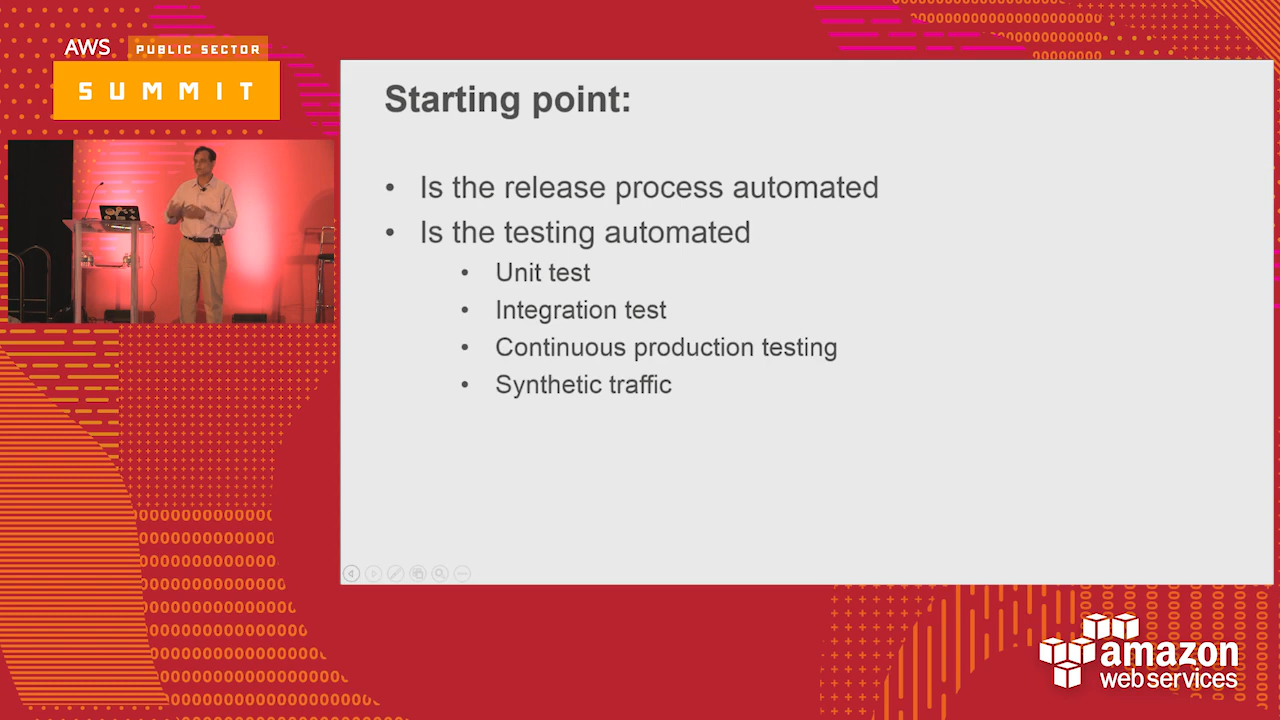 AWS PUBLIC SECTOR
SUMMIT
Starting point:
• Is the release process automated
• Is the testing automated
• Unit test
• Integration test
• Continuous production testing
• Synthetic traffic
amazon
web services